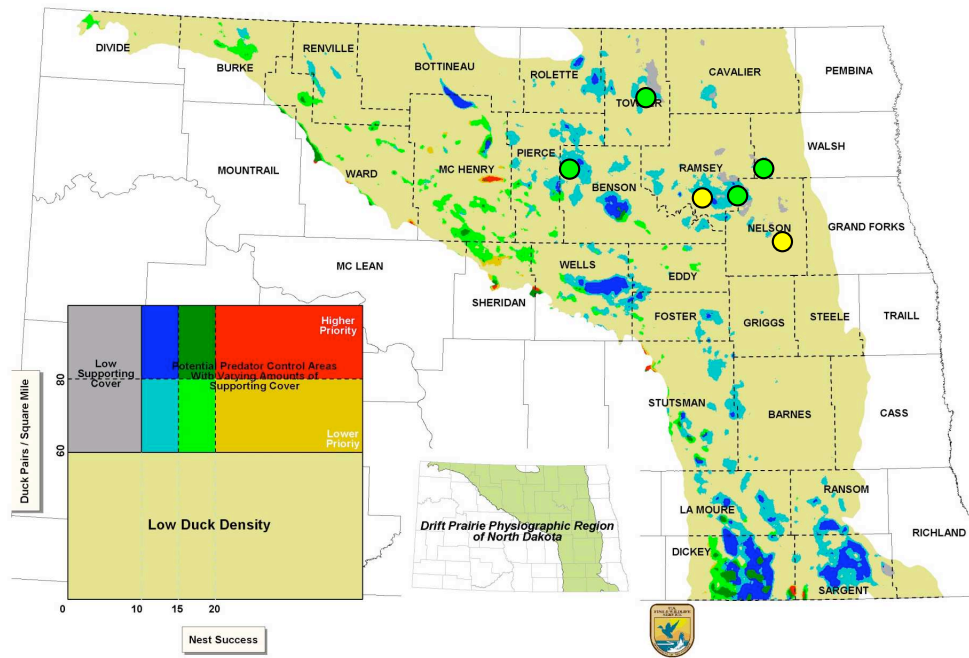 DIVIDE
BURKE
RENVILLE
BOTTINEAU
ROLETTE
TOWNER
CAVALIER
PEMBINA
MOUNTRAIL
WARD
MC HENRY
PIERCE
BENSON
RAMSEY
WALSH
NELSON
GRAND FORKS
MC LEAN
SHERIDAN
WELLS
EDDY
FOSTER
GRIGGS
STEELE
TRAILL
STUTSMAN
BARNES
CASS
LA MOURE
RANSOM
DICKEY
SARGENT
RICHLAND
Duck Pairs / Square Mile
80
60
Low
Supporting
Cover
Higher
Priority
Potential Predator Control Areas
With Varying Amounts of
Supporting Cover
Lower
Prioriy
Low Duck Density
0
10
15
20
Nest Success
Drift Prairie Physiographic Region
of North Dakota